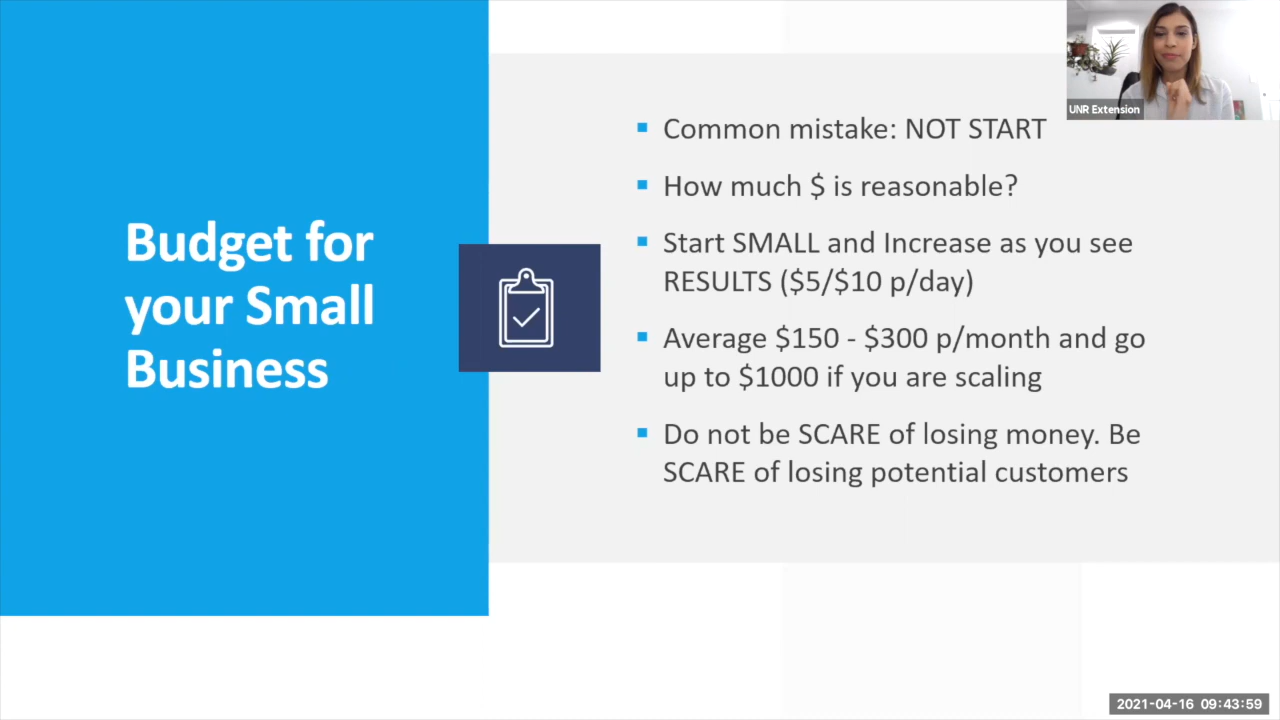 Budget for
your Small
Business
Common mistake: NOT START
How much $ is reasonable?
Start SMALL and Increase as you see
RESULTS ($5/$10 p/day)
Average $150 - $300 p/month and go
up to $1000 if you are scaling
Do not be SCARE of losing money. Be
SCARE of losing potential customers
UNR Extension
2021-04-16 09:43:59